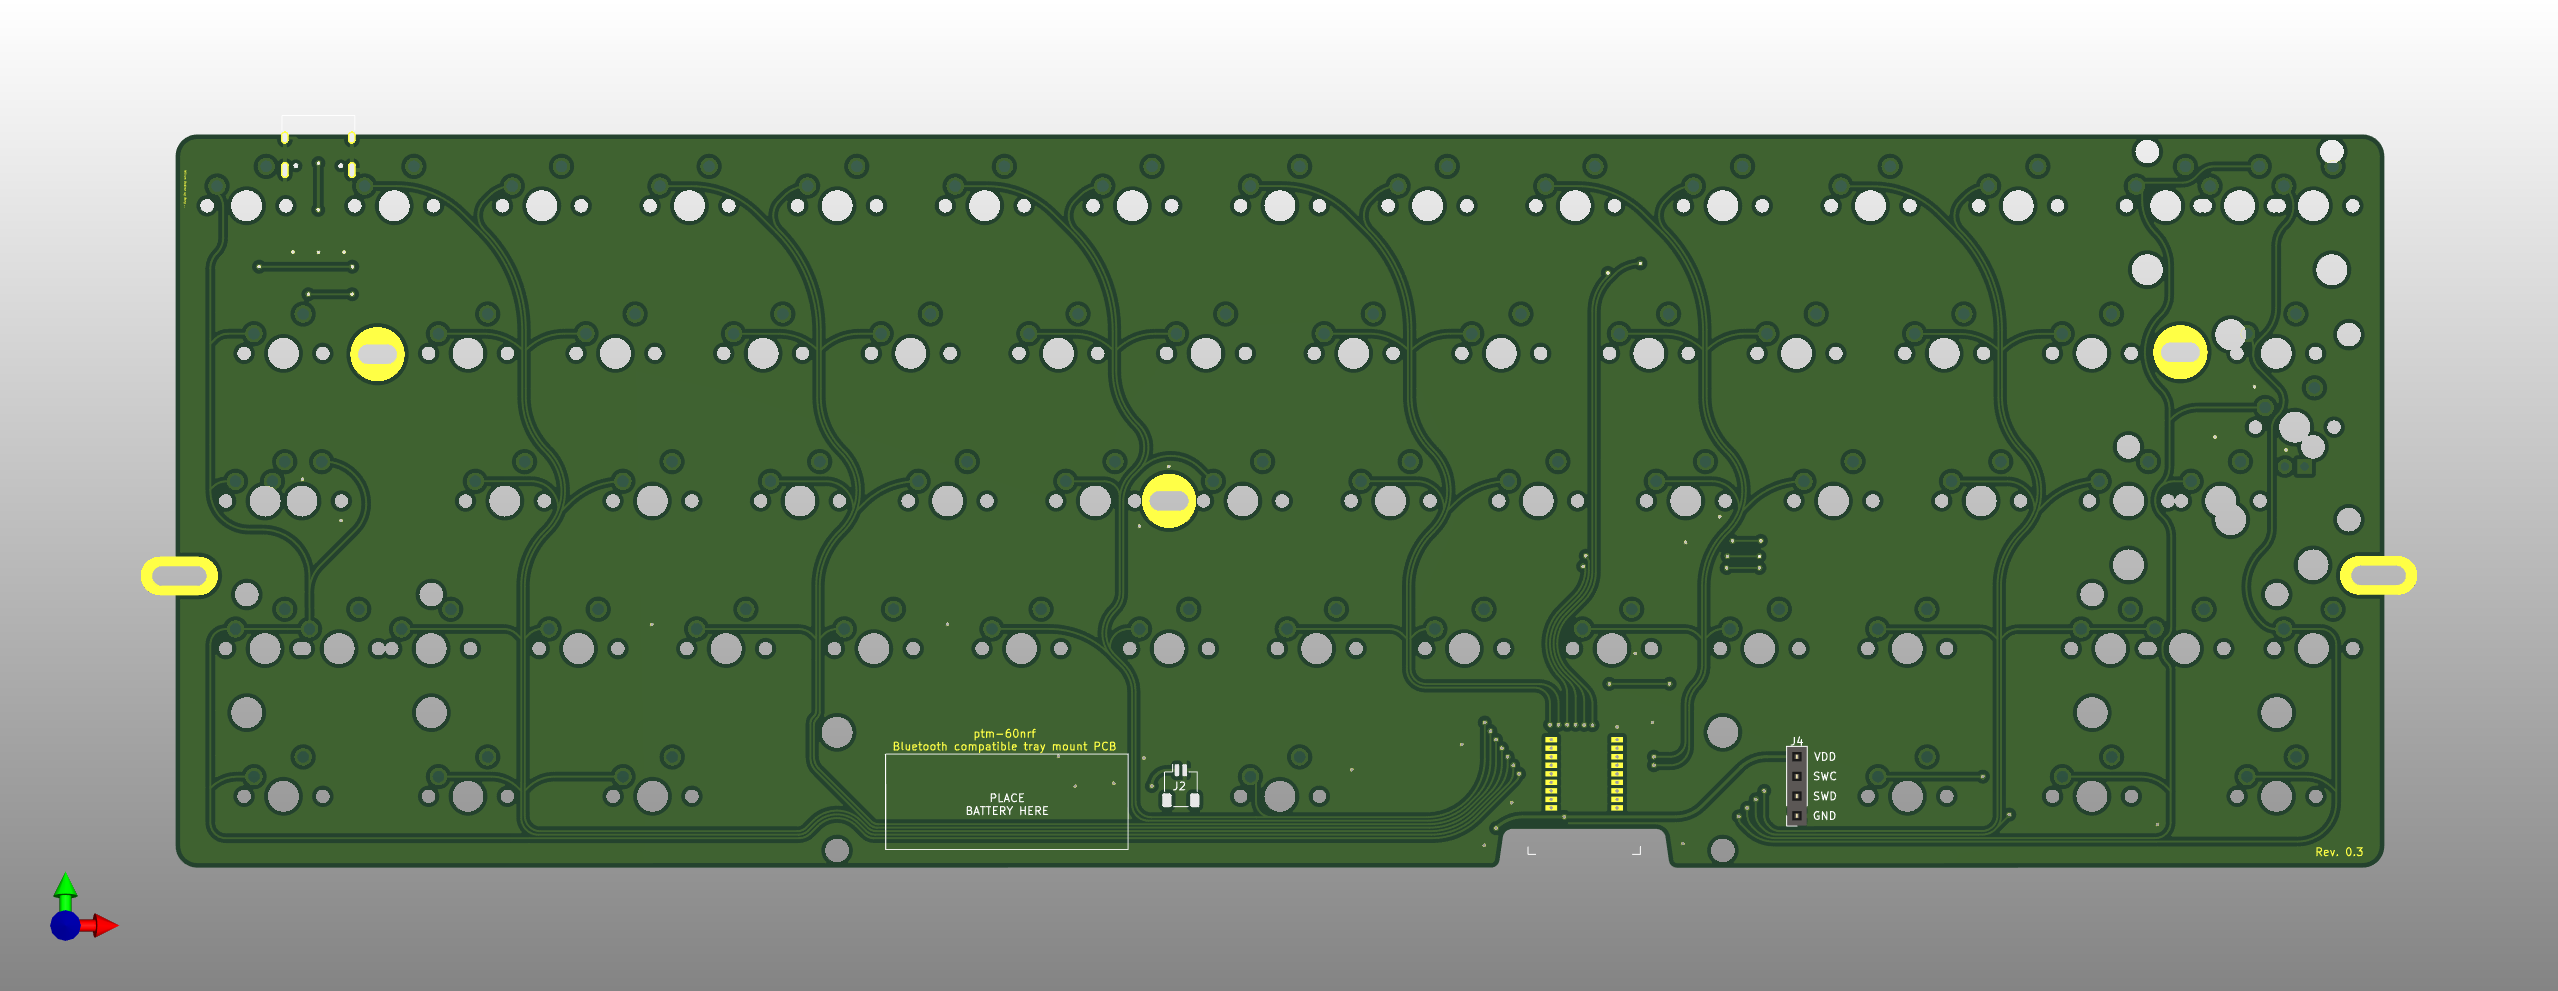 ptm-60nrf
Bluetooth compatible tray mount PCB
PLACE
BATTERY HERE
J2
J4
VDD
SWC
SWD
GND
Rev. 0.3